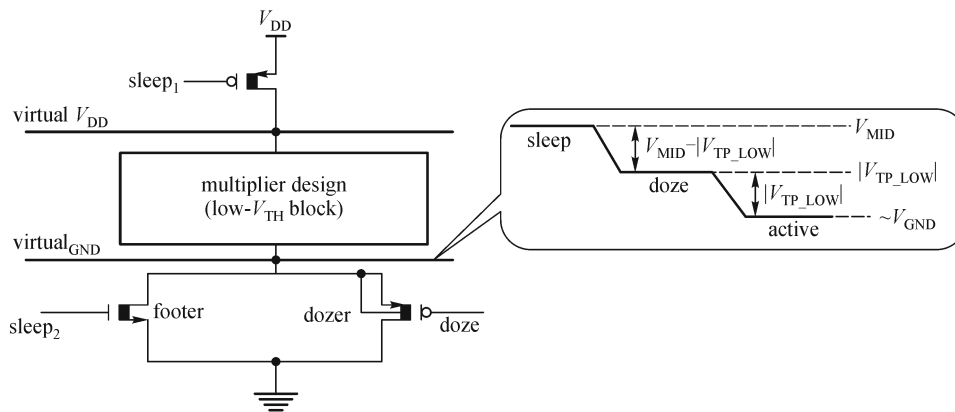 V_DD
sleep_1
virtual V_DD
multiplier design
(low-V_TH block)
virtual_GND
footer
dozer
sleep_2
doze
sleep
V_MID
V_MID−|V_TP_LOW|
doze
|V_TP_LOW|
|V_TP_LOW|
active
~V_GND